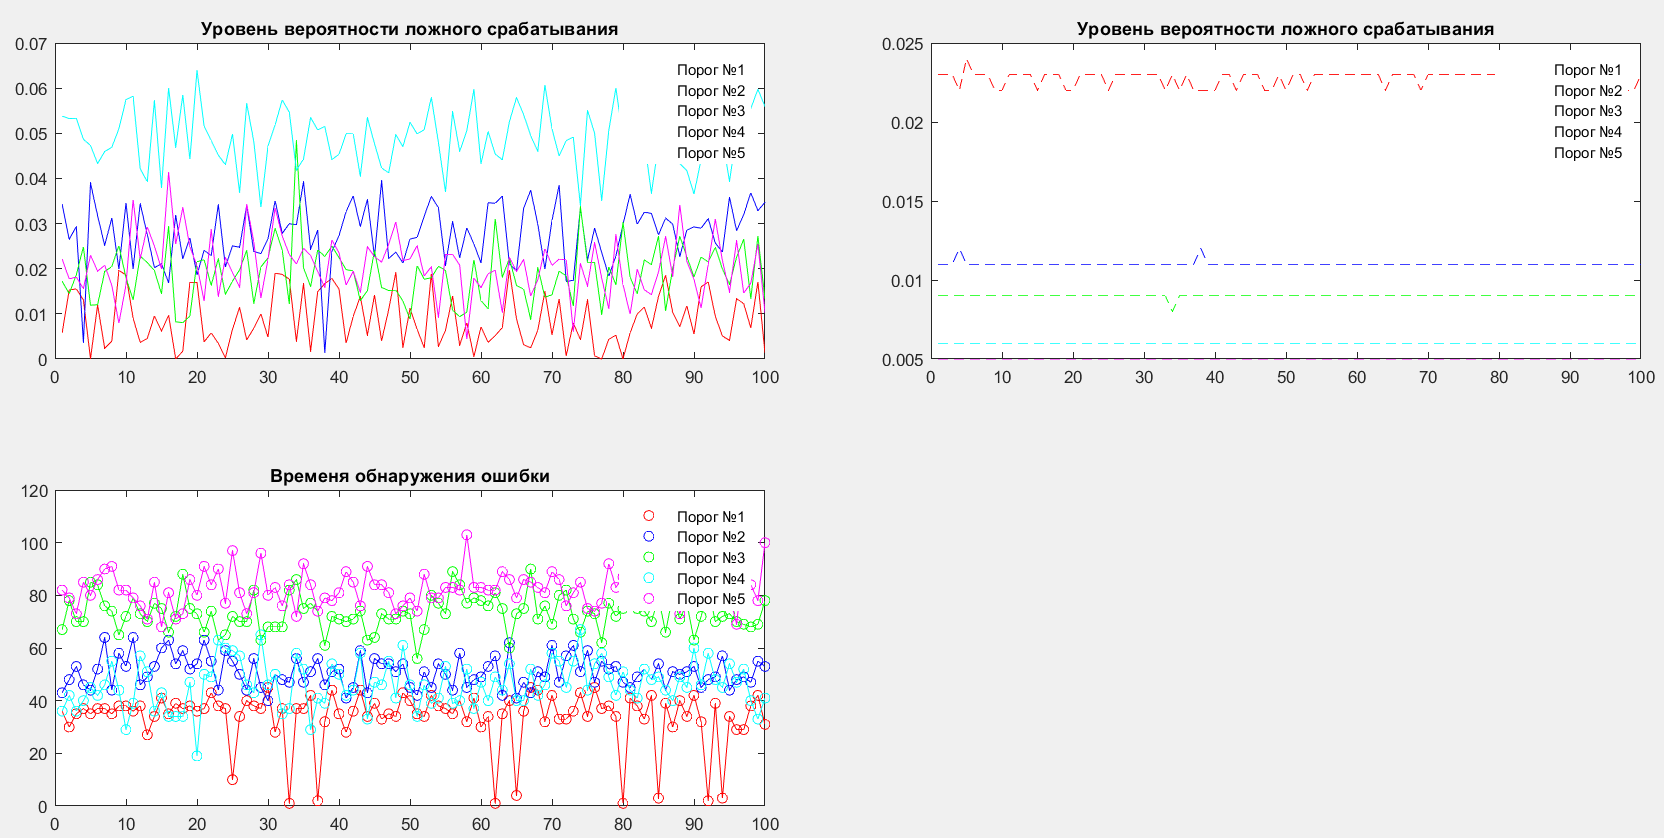 Уровень вероятности ложного срабатывания
0.07
0.06
0.05
0.04
0.03
0.02
0.01
0
0 10 20 30 40 50 60 70 80 90 100
Порог №1
Порог №2
Порог №3
Порог №4
Порог №5
Уровень вероятности ложного срабатывания
0.025
0.02
0.015
0.01
0.005
0 10 20 30 40 50 60 70 80 90 100
Порог №1
Порог №2
Порог №3
Порог №4
Порог №5
Временя обнаружения ошибки
120
100
80
60
40
20
0
0 10 20 30 40 50 60 70 80 90 100
Порог №1
Порог №2
Порог №3
Порог №4
Порог №5